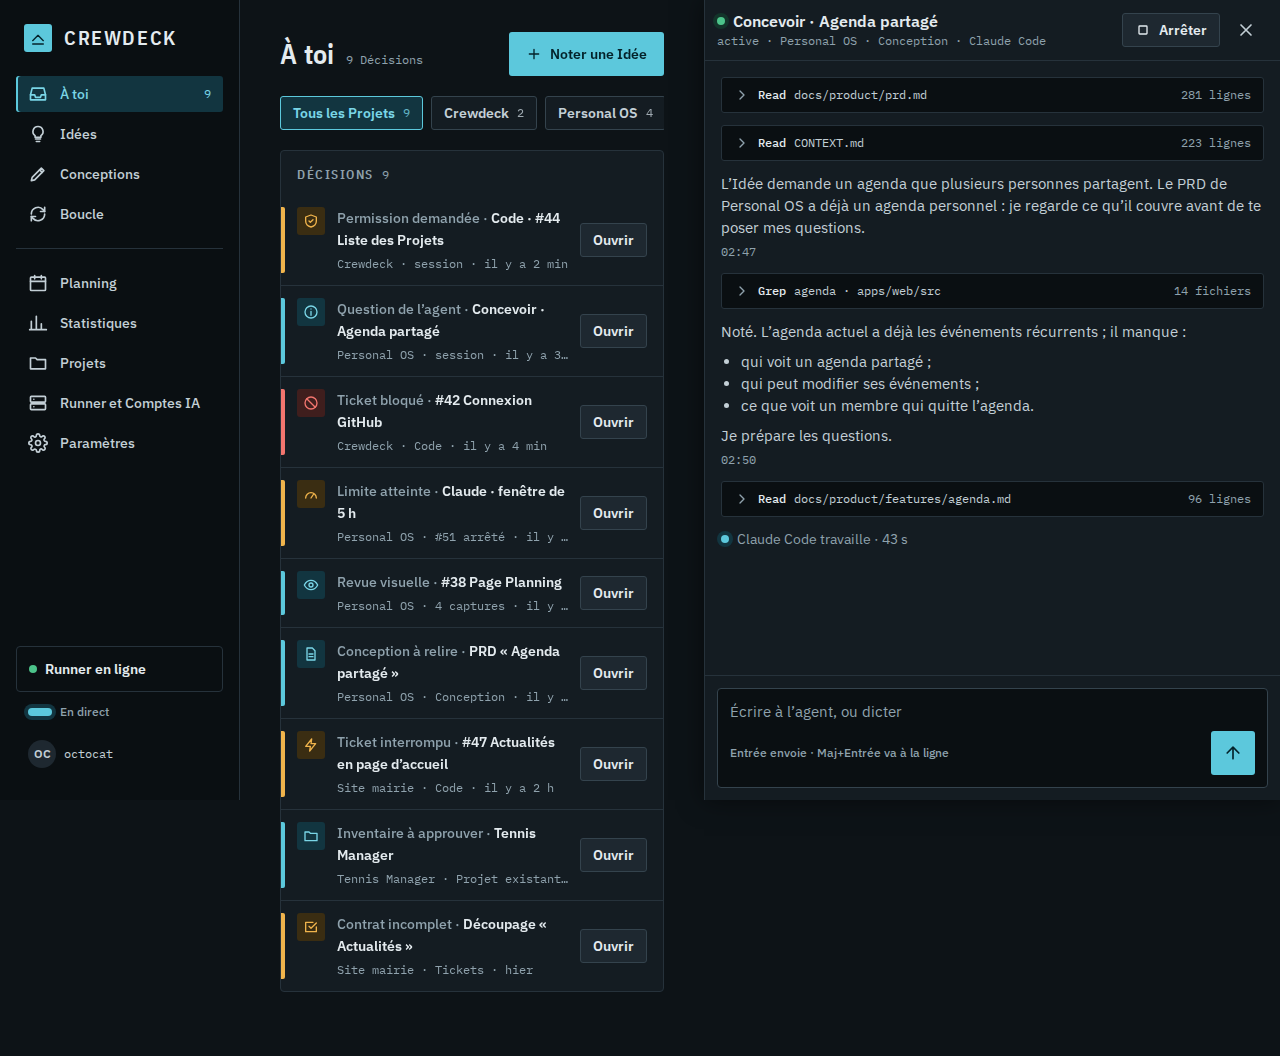 CREWDECK
À toi 9
Idées
Conceptions
Boucle
Planning
Statistiques
Projets
Runner et Comptes IA
Paramètres
Runner en ligne
En direct
OC octocat
À toi 9 Décisions
Noter une Idée
Tous les Projets 9
Crewdeck 2
Personal OS 4
DÉCISIONS 9
Permission demandée · Code · #44
Liste des Projets
Crewdeck · session · il y a 2 min
Ouvrir
Question de l’agent · Concevoir ·
Agenda partagé
Personal OS · session · il y a 3…
Ouvrir
Ticket bloqué · #42 Connexion
GitHub
Crewdeck · Code · il y a 4 min
Ouvrir
Limite atteinte · Claude · fenêtre de
5 h
Personal OS · #51 arrêté · il y …
Ouvrir
Revue visuelle · #38 Page Planning
Personal OS · 4 captures · il y …
Ouvrir
Conception à relire · PRD « Agenda
partagé »
Personal OS · Conception · il y …
Ouvrir
Ticket interrompu · #47 Actualités
en page d’accueil
Site mairie · Code · il y a 2 h
Ouvrir
Inventaire à approuver · Tennis
Manager
Tennis Manager · Projet existant…
Ouvrir
Contrat incomplet · Découpage «
Actualités »
Site mairie · Tickets · hier
Ouvrir
Concevoir · Agenda partagé
active · Personal OS · Conception · Claude Code
Arrêter
Read docs/product/prd.md 281 lignes
Read CONTEXT.md 223 lignes
L’Idée demande un agenda que plusieurs personnes partagent. Le PRD de
Personal OS a déjà un agenda personnel : je regarde ce qu’il couvre avant de te
poser mes questions.
02:47
Grep agenda · apps/web/src 14 fichiers
Noté. L’agenda actuel a déjà les événements récurrents ; il manque :
• qui voit un agenda partagé ;
• qui peut modifier ses événements ;
• ce que voit un membre qui quitte l’agenda.
Je prépare les questions.
02:50
Read docs/product/features/agenda.md 96 lignes
Claude Code travaille · 43 s
Écrire à l’agent, ou dicter
Entrée envoie · Maj+Entrée va à la ligne